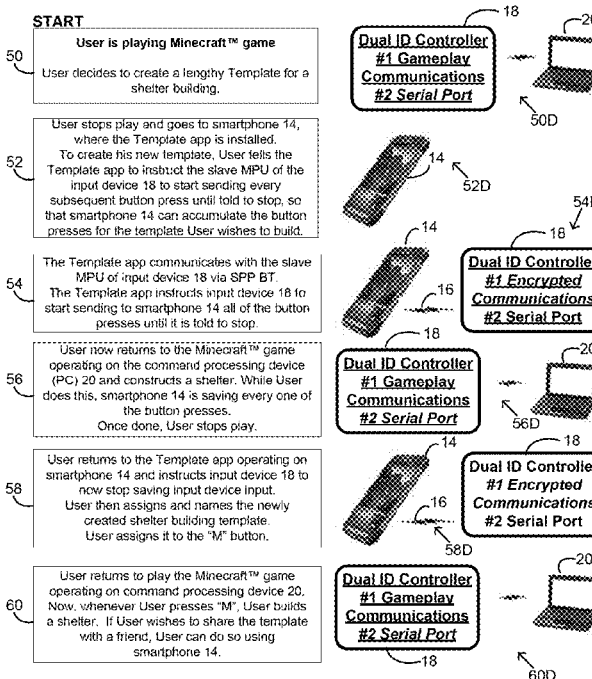 START
18
20
50
User is playing Minecraft™ game
User decides to create a lengthy Template for a
shelter building.
Dual ID Controller
#1 Gameplay
Communications
#2 Serial Port
50D
52
User stops play and goes to smartphone 14,
where the Template app is installed.
To create his new template, User tells the
Template app to instruct the slave MPU of the
input device 18 to start sending every
subsequent button press until told to stop, so
that smartphone 14 can accumulate the button
presses for the template User wishes to build.
14
52D
54
The Template app communicates with the slave
MPU of input device 18 via SPP BT.
The Template app instructs input device 18 to
start sending to smartphone 14 all of the button
presses until it is told to stop.
14
16
18
54D
Dual ID Controller
#1 Encrypted
Communications
#2 Serial Port
56
User now returns to the Minecraft™ game
operating on the command processing device
(PC) 20 and constructs a shelter. While User
does this, smartphone 14 is saving every one of
the button presses.
Once done, User stops play.
18
Dual ID Controller
#1 Gameplay
Communications
#2 Serial Port
20
56D
58
User returns to the Template app operating on
smartphone 14 and instructs input device 18 to
now stop saving input device input.
User then assigns and names the newly
created shelter building template.
User assigns it to the "M" button.
14
16
58D
18
Dual ID Controller
#1 Encrypted
Communications
#2 Serial Port
60
User returns to play the Minecraft™ game
operating on command processing device 20.
Now, whenever User presses "M", User builds
a shelter. If User wishes to share the template
with a friend, User can do so using
smartphone 14.
Dual ID Controller
#1 Gameplay
Communications
#2 Serial Port
18
20
60D